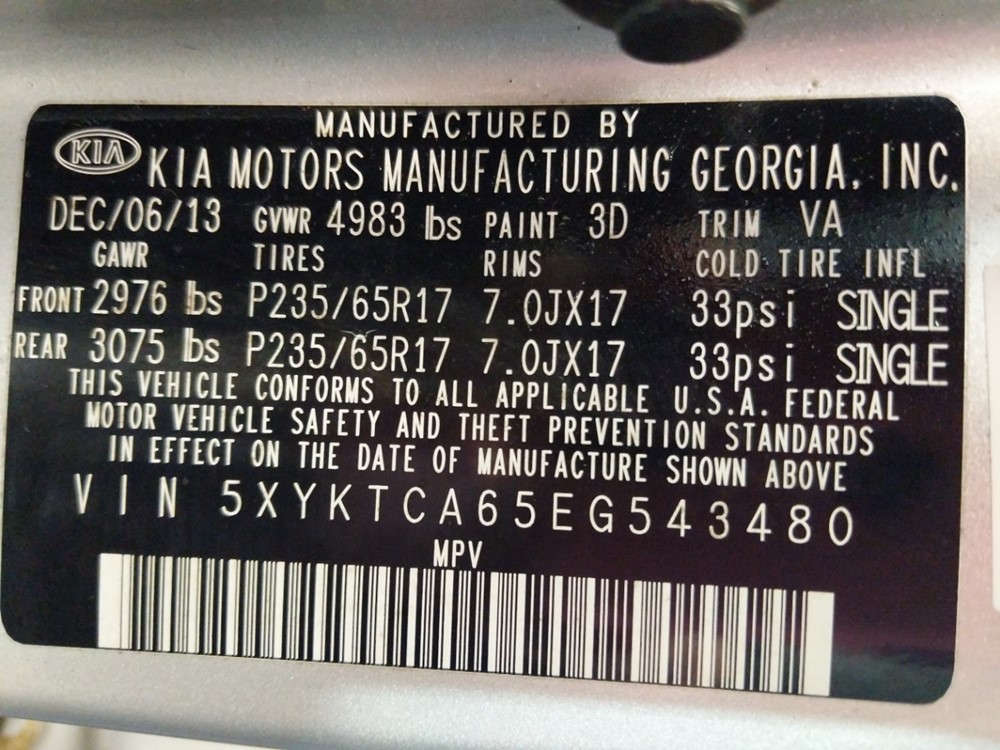 MANUFACTURED BY
KIA KIA MOTORS MANUFACTURING GEORGIA, INC.
DEC/06/13 GVWR 4983 lbs PAINT 3D TRIM VA
GAWR TIRES RIMS COLD TIRE INFL
FRONT 2976 lbs P235/65R17 7.0JX17 33psi SINGLE
REAR 3075 lbs P235/65R17 7.0JX17 33psi SINGLE
THIS VEHICLE CONFORMS TO ALL APPLICABLE U.S.A. FEDERAL
MOTOR VEHICLE SAFETY AND THEFT PREVENTION STANDARDS
IN EFFECT ON THE DATE OF MANUFACTURE SHOWN ABOVE
VIN 5XYKTCA65EG543480
MPV